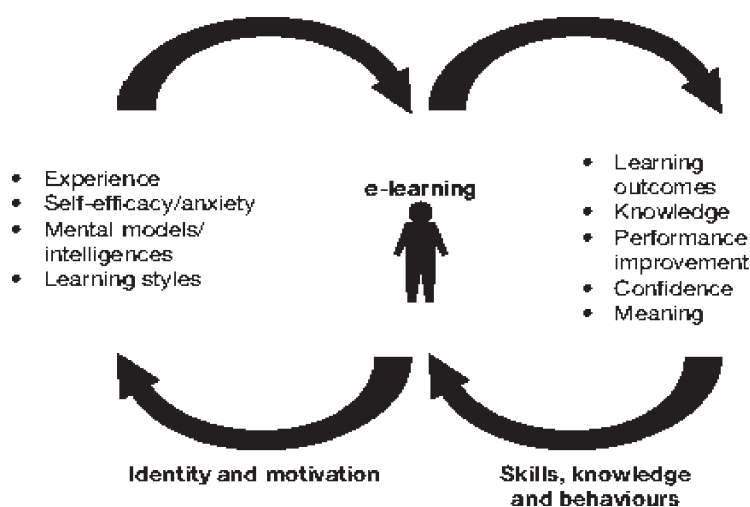 • Experience
• Self-efficacy/anxiety
• Mental models/
intelligences
• Learning styles
e-learning
• Learning
outcomes
• Knowledge
• Performance
improvement
• Confidence
• Meaning
Identity and motivation
Skills, knowledge
and behaviours